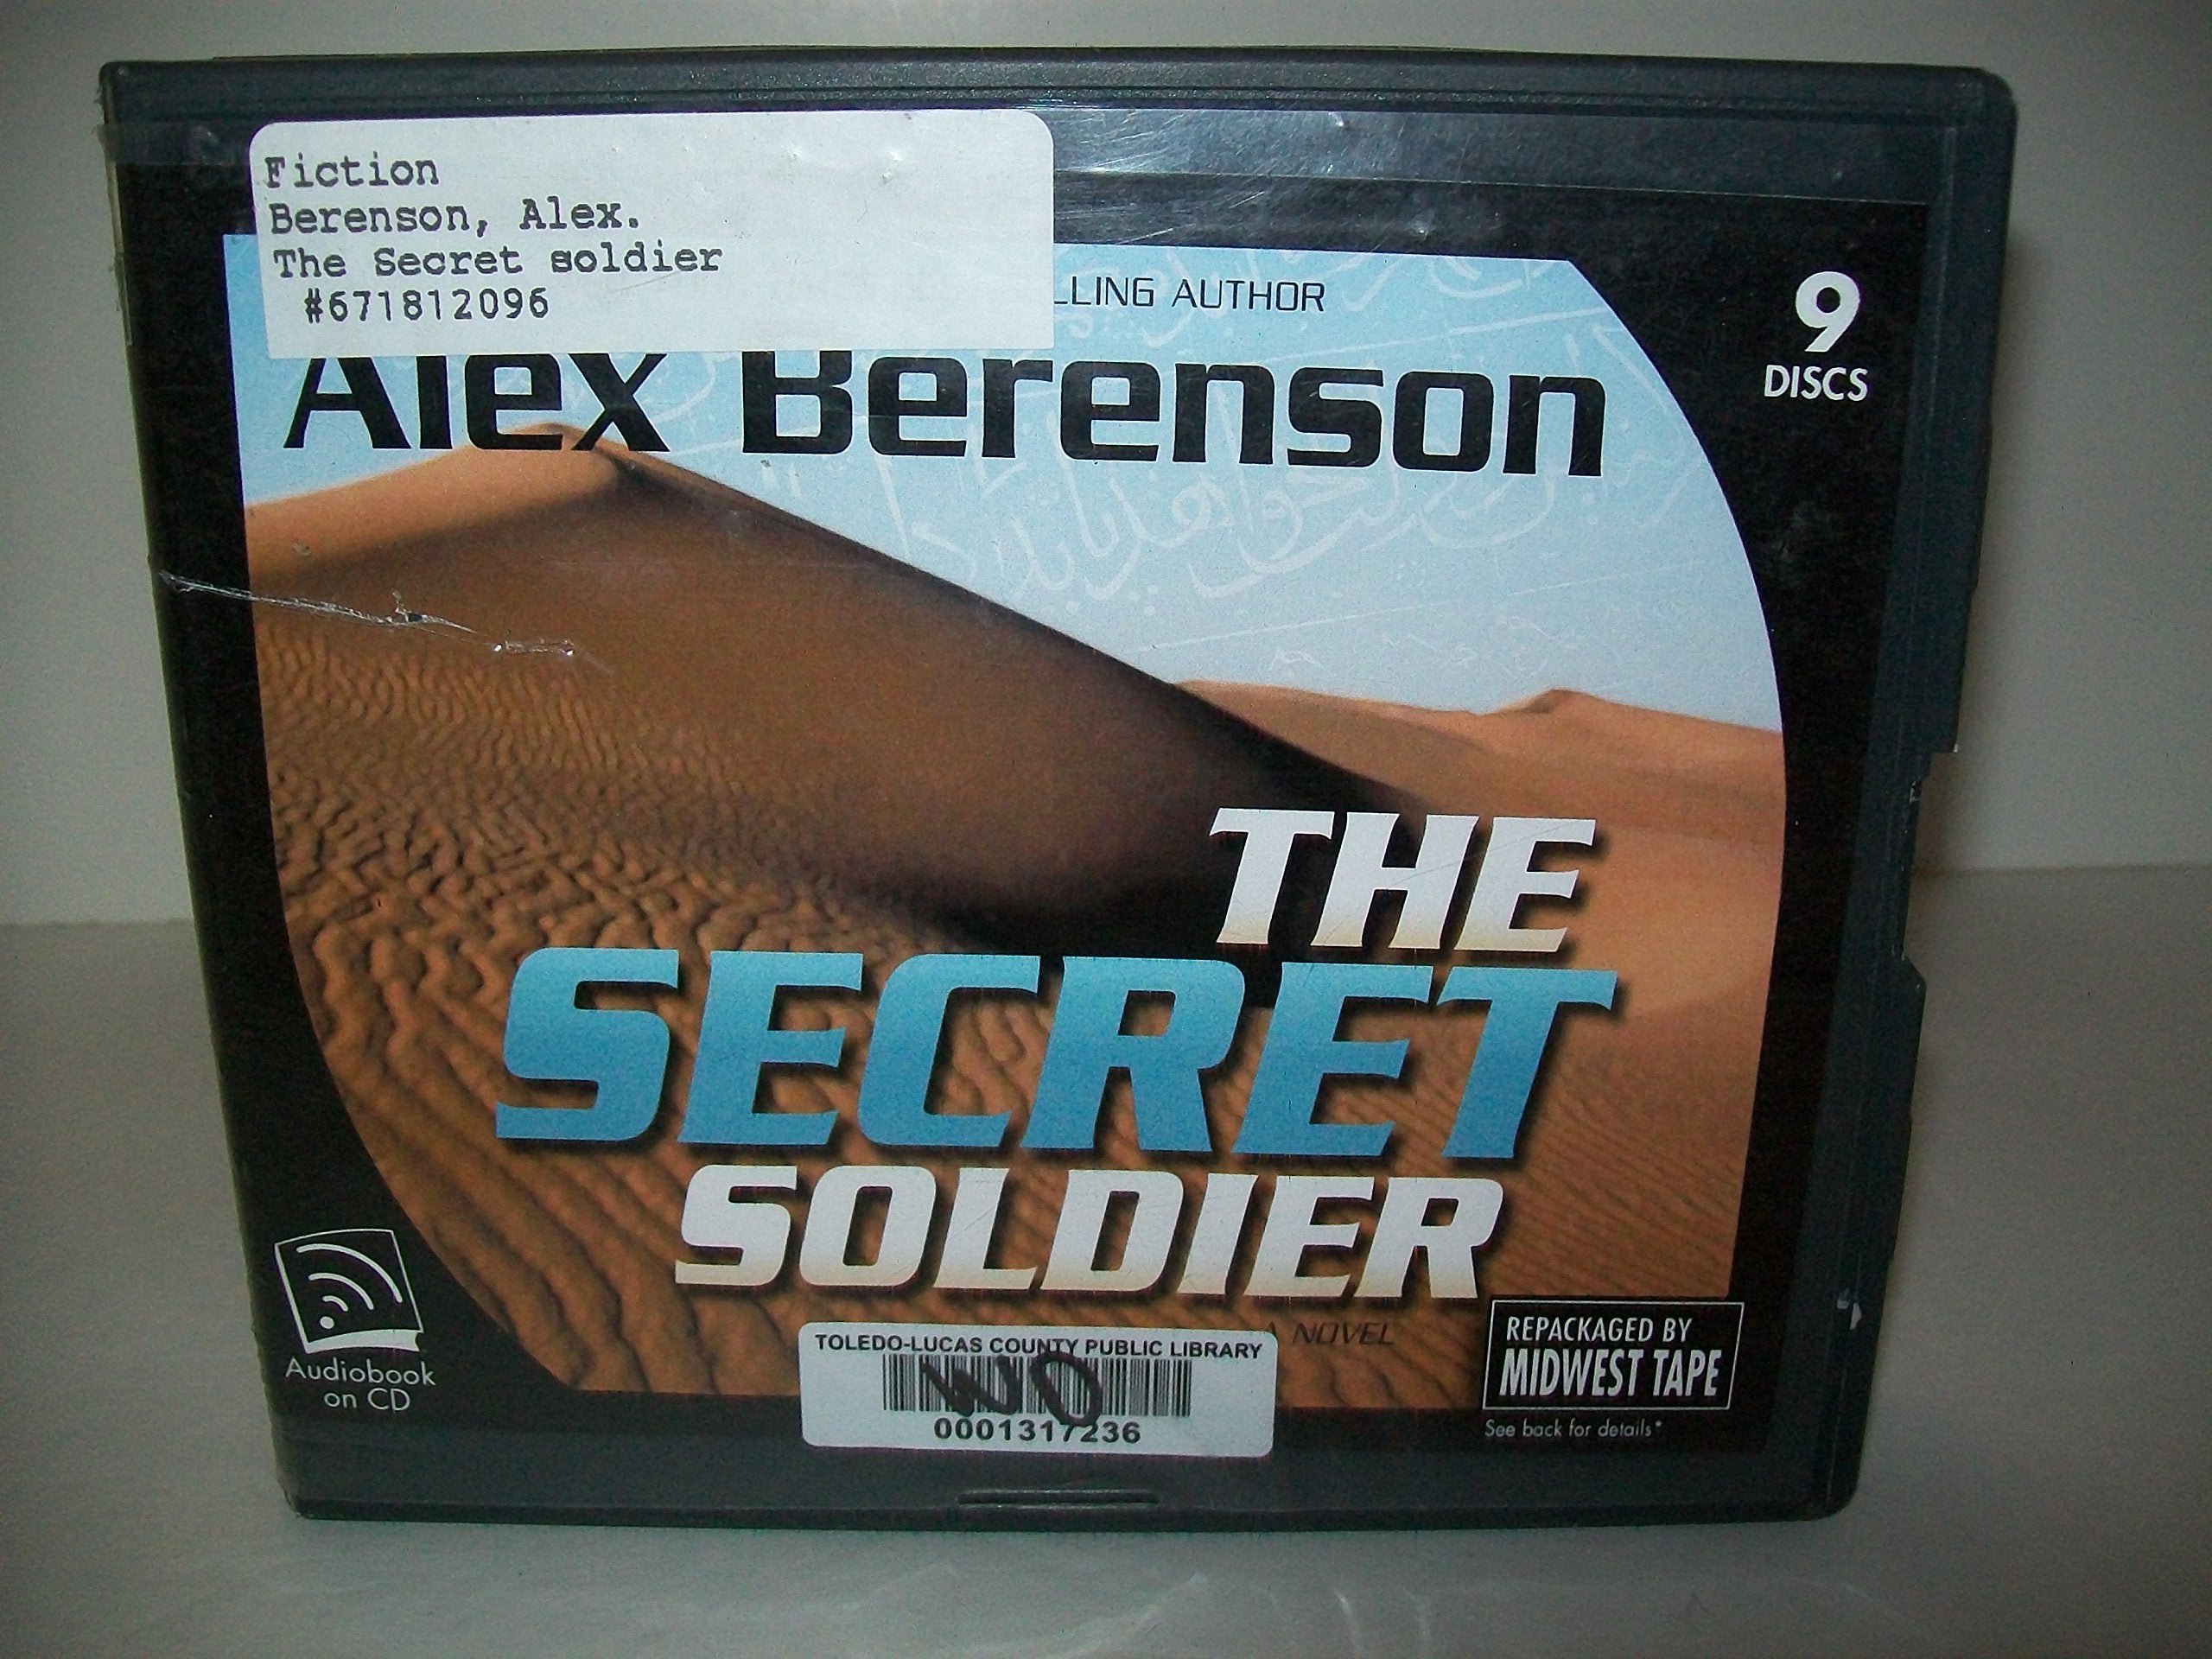 Fiction
Berenson, Alex.
The Secret soldier
#671812096
LLING AUTHOR
Alex Berenson
9
DISCS
THE
SECRET
SOLDIER
A NOVEL
Audiobook
on CD
TOLEDO-LUCAS COUNTY PUBLIC LIBRARY
WD
0001317236
REPACKAGED BY
MIDWEST TAPE
See back for details*